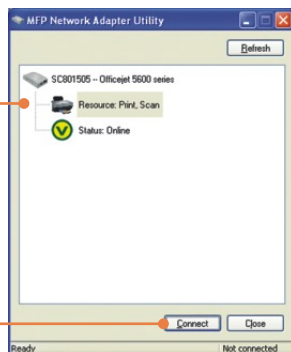 MFP Network Adapter Utility
Refresh
SC801505 -- Officejet 5600 series
Resource: Print, Scan
Status: Online
Connect
Close
Ready
Not connected